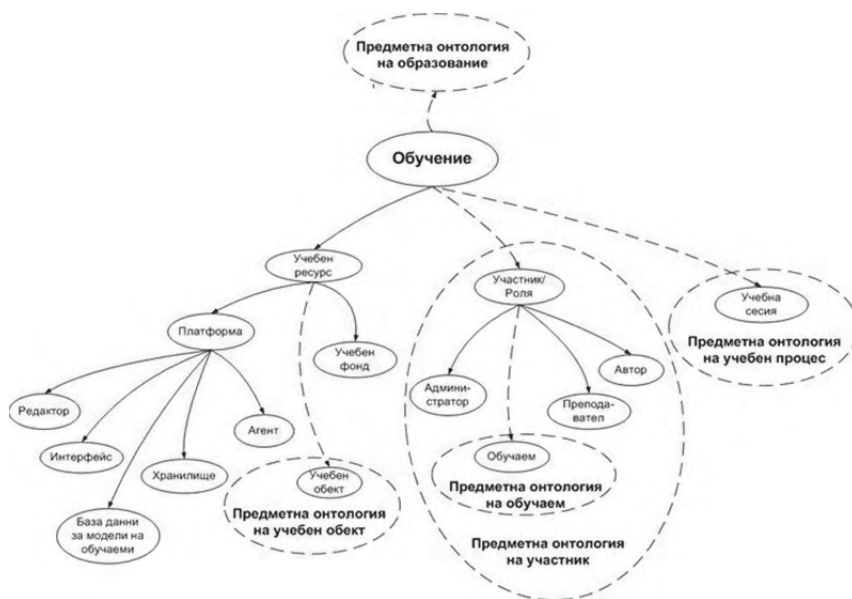 Предметна онтология
на образование
Обучение
Учебен
ресурс
Участник/
Роля
Учебна
сесия
Предметна онтология
на учебен процес
Платформа
Учебен
фонд
Автор
Админи-
стратор
Препода-
вател
Редактор
Агент
Интерфейс
Хранилище
Обучаем
Учебен
обект
Предметна онтология
на обучаем
Предметна онтология
на учебен обект
База данни
за модели на
обучаеми
Предметна онтология
на участник